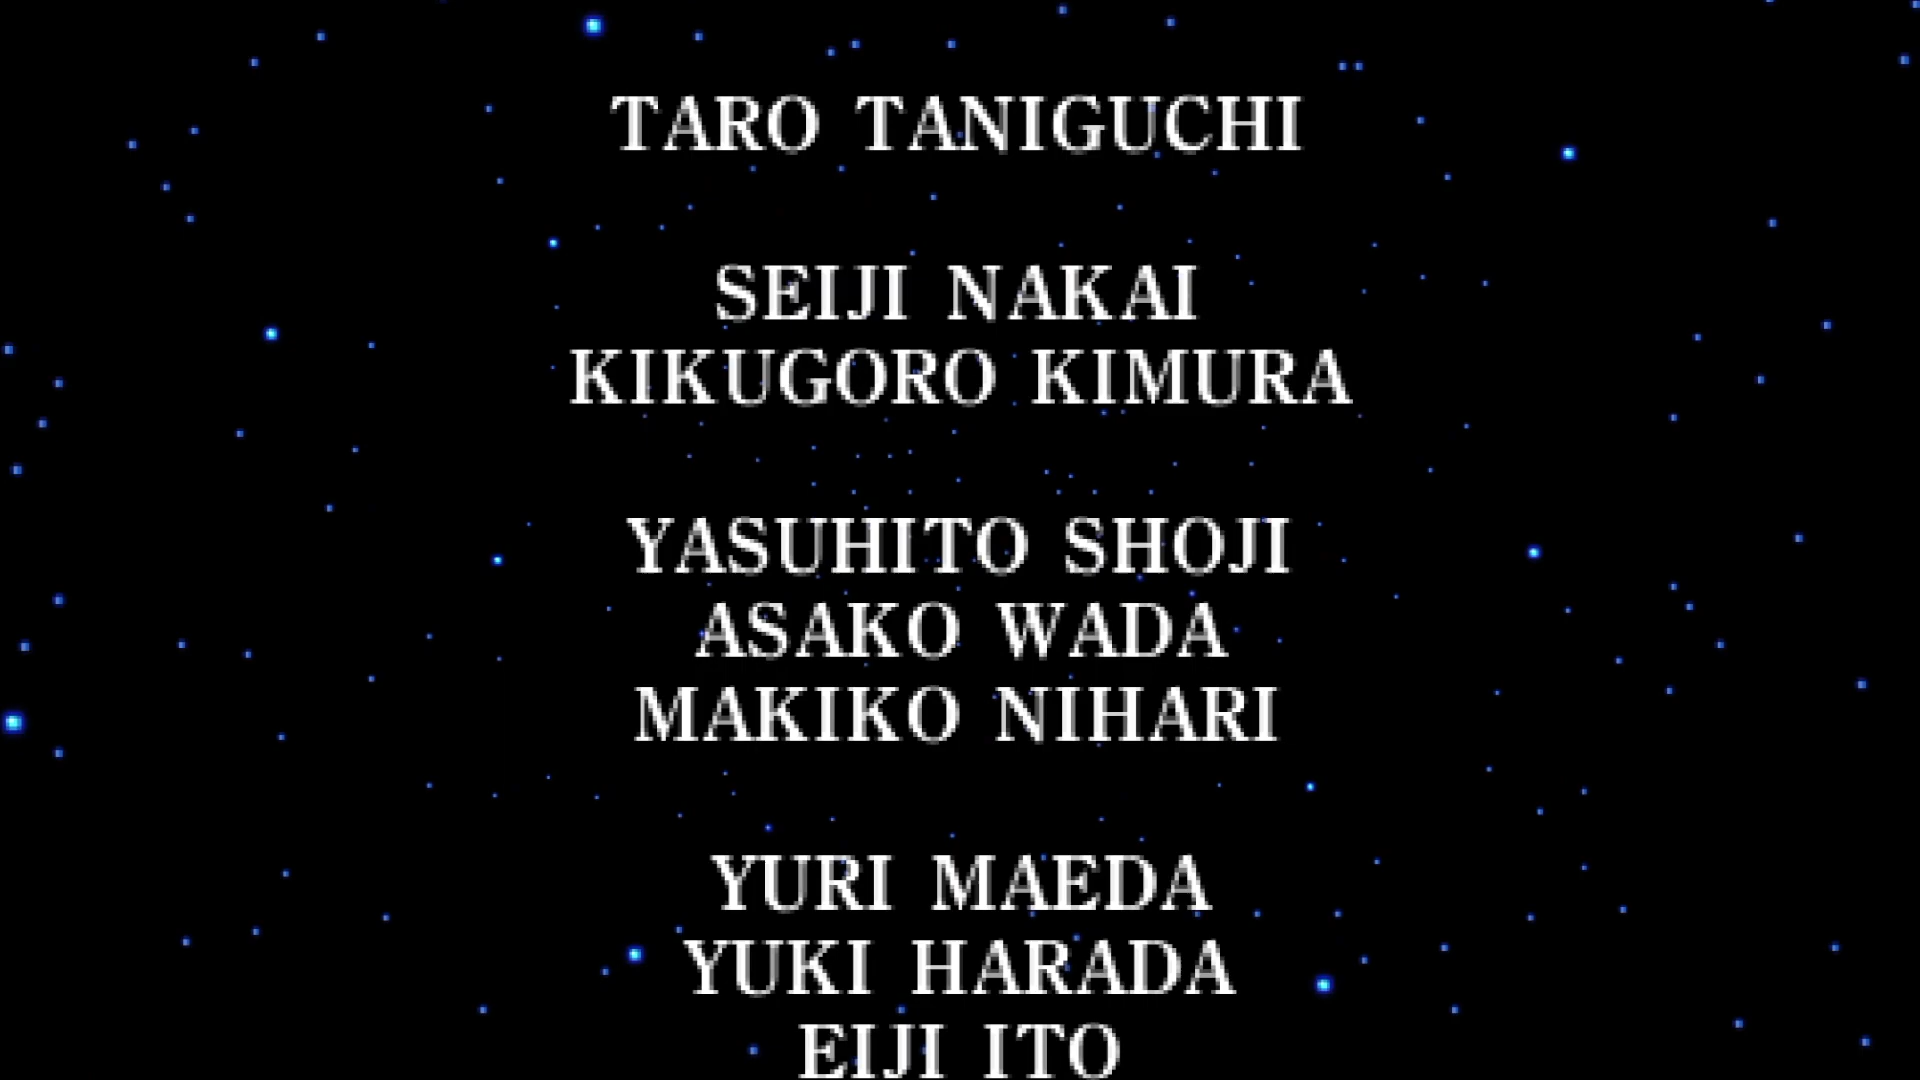 TARO TANIGUCHI
SEIJI NAKAI
KIKUGORO KIMURA
YASUHITO SHOJI
ASAKO WADA
MAKIKO NIHARI
YURI MAEDA
YUKI HARADA
EIJI ITO